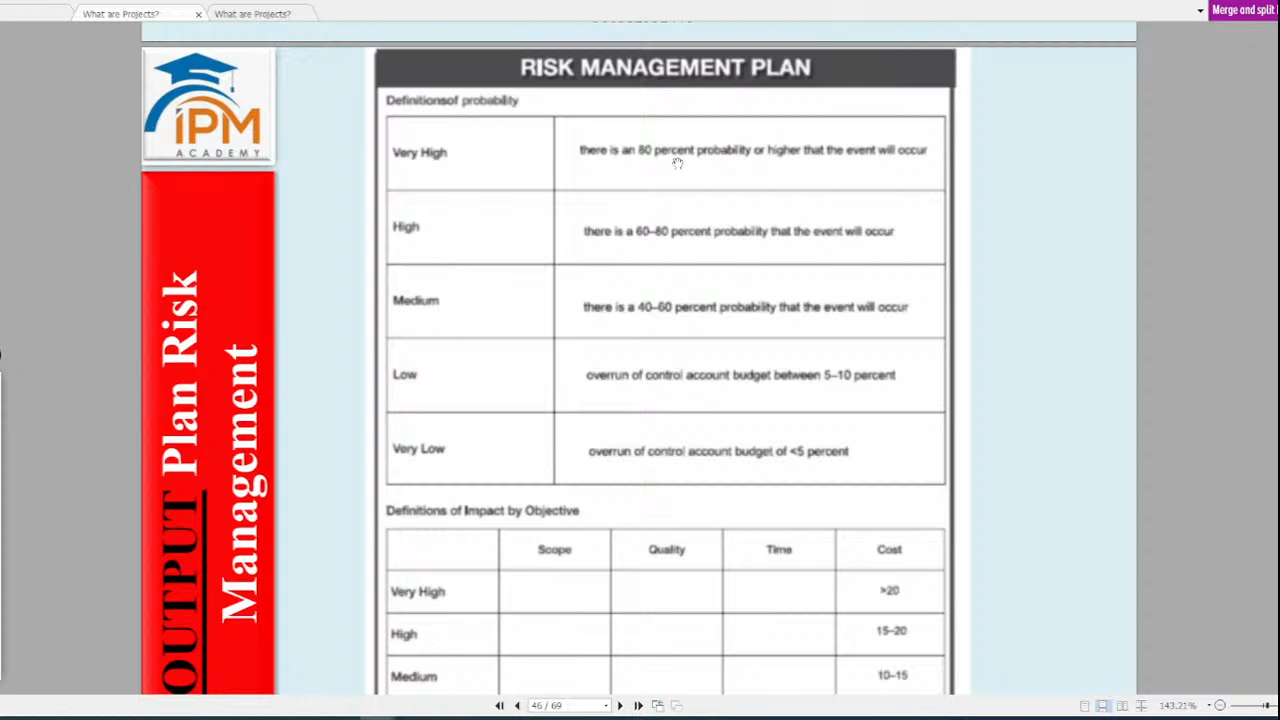 What are Projects?
What are Projects?
Merge and split
iPM
ACADEMY
OUTPUT Plan Risk
Management
RISK MANAGEMENT PLAN
Definitionsof probability
Very High
there is an 80 percent probability or higher that the event will occur
High
there is a 60–80 percent probability that the event will occur
Medium
there is a 40–60 percent probability that the event will occur
Low
overrun of control account budget between 5–10 percent
Very Low
overrun of control account budget of <5 percent
Definitions of Impact by Objective
Scope Quality Time Cost
Very High >20
High 15–20
Medium 10–15
46 / 69
143.21%